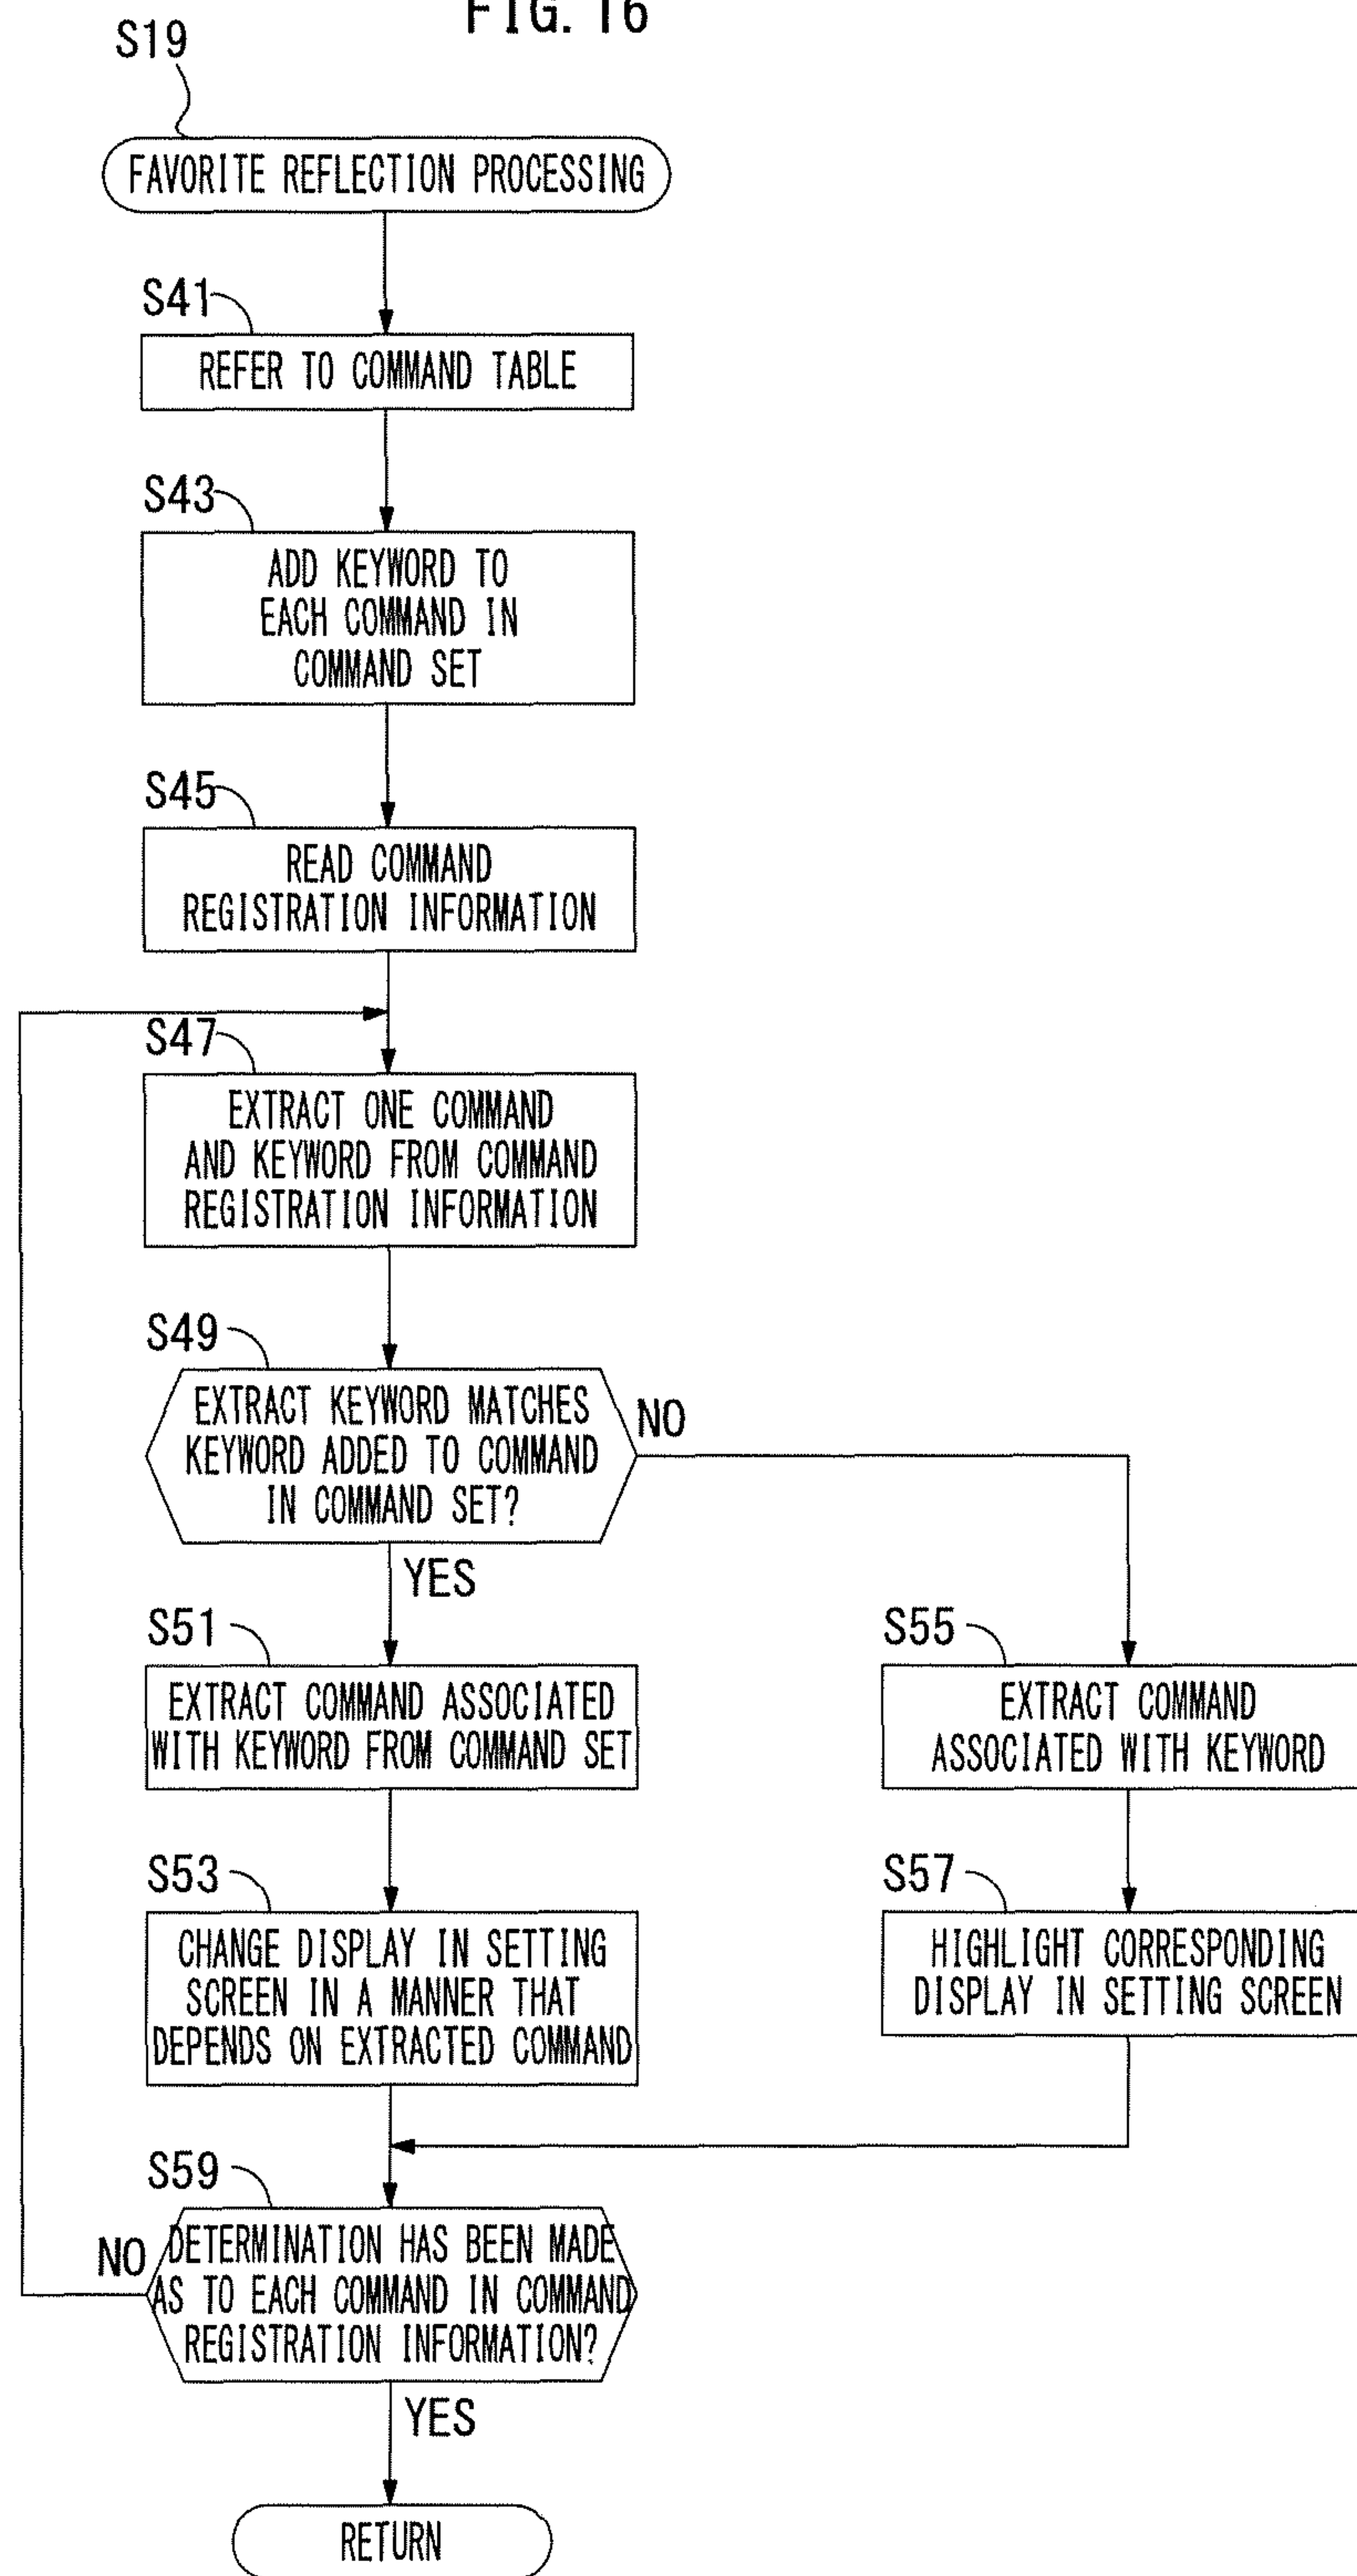 FIG. 16
S19
FAVORITE REFLECTION PROCESSING
S41
REFER TO COMMAND TABLE
S43
ADD KEYWORD TO
EACH COMMAND IN
COMMAND SET
S45
READ COMMAND
REGISTRATION INFORMATION
S47
EXTRACT ONE COMMAND
AND KEYWORD FROM COMMAND
REGISTRATION INFORMATION
S49
EXTRACT KEYWORD MATCHES
KEYWORD ADDED TO COMMAND
IN COMMAND SET?
NO
YES
S51
EXTRACT COMMAND ASSOCIATED
WITH KEYWORD FROM COMMAND SET
S55
EXTRACT COMMAND
ASSOCIATED WITH KEYWORD
S53
CHANGE DISPLAY IN SETTING
SCREEN IN A MANNER THAT
DEPENDS ON EXTRACTED COMMAND
S57
HIGHLIGHT CORRESPONDING
DISPLAY IN SETTING SCREEN
S59
NO
DETERMINATION HAS BEEN MADE
AS TO EACH COMMAND IN COMMAND
REGISTRATION INFORMATION?
YES
RETURN